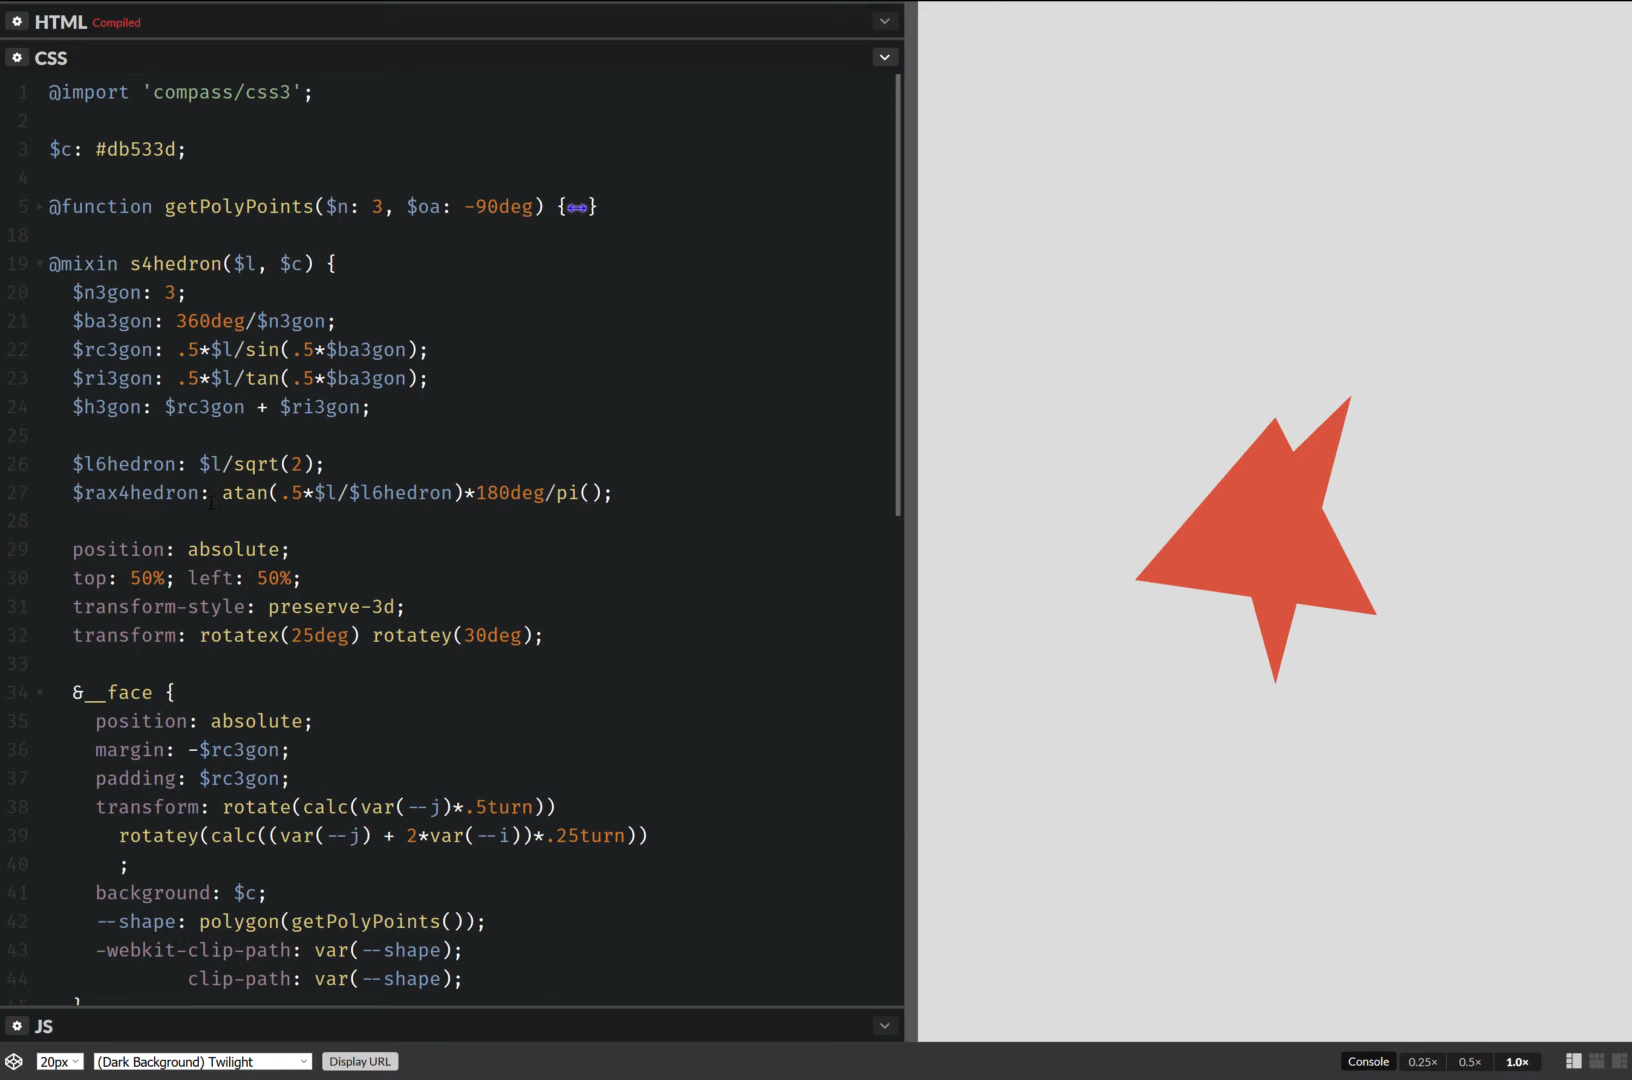 HTML Compiled
CSS
1 @import 'compass/css3';
2
3 $c: #db533d;
4
5 @function getPolyPoints($n: 3, $oa: -90deg) {↔}
18
19 @mixin s4hedron($l, $c) {
20 $n3gon: 3;
21 $ba3gon: 360deg/$n3gon;
22 $rc3gon: .5*$l/sin(.5*$ba3gon);
23 $ri3gon: .5*$l/tan(.5*$ba3gon);
24 $h3gon: $rc3gon + $ri3gon;
25
26 $l6hedron: $l/sqrt(2);
27 $rax4hedron: atan(.5*$l/$l6hedron)*180deg/pi();
28
29 position: absolute;
30 top: 50%; left: 50%;
31 transform-style: preserve-3d;
32 transform: rotatex(25deg) rotatey(30deg);
33
34 &__face {
35 position: absolute;
36 margin: -$rc3gon;
37 padding: $rc3gon;
38 transform: rotate(calc(var(--j)*.5turn))
39 rotatey(calc((var(--j) + 2*var(--i))*.25turn))
40 ;
41 background: $c;
42 --shape: polygon(getPolyPoints());
43 -webkit-clip-path: var(--shape);
44 clip-path: var(--shape);
45 }
JS
20px (Dark Background) Twilight Display URL Console 0.25× 0.5× 1.0×